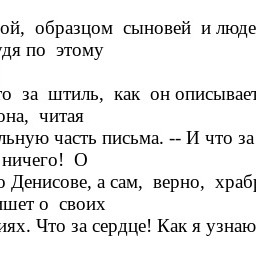 ой, образцом сыновей и люде
удя по этому
то за штиль, как он описывает
она, читая
льную часть письма. -- И что за
ничего! О
о Денисове, а сам, верно, храбр
ишет о своих
иях. Что за сердце! Как я узнаю